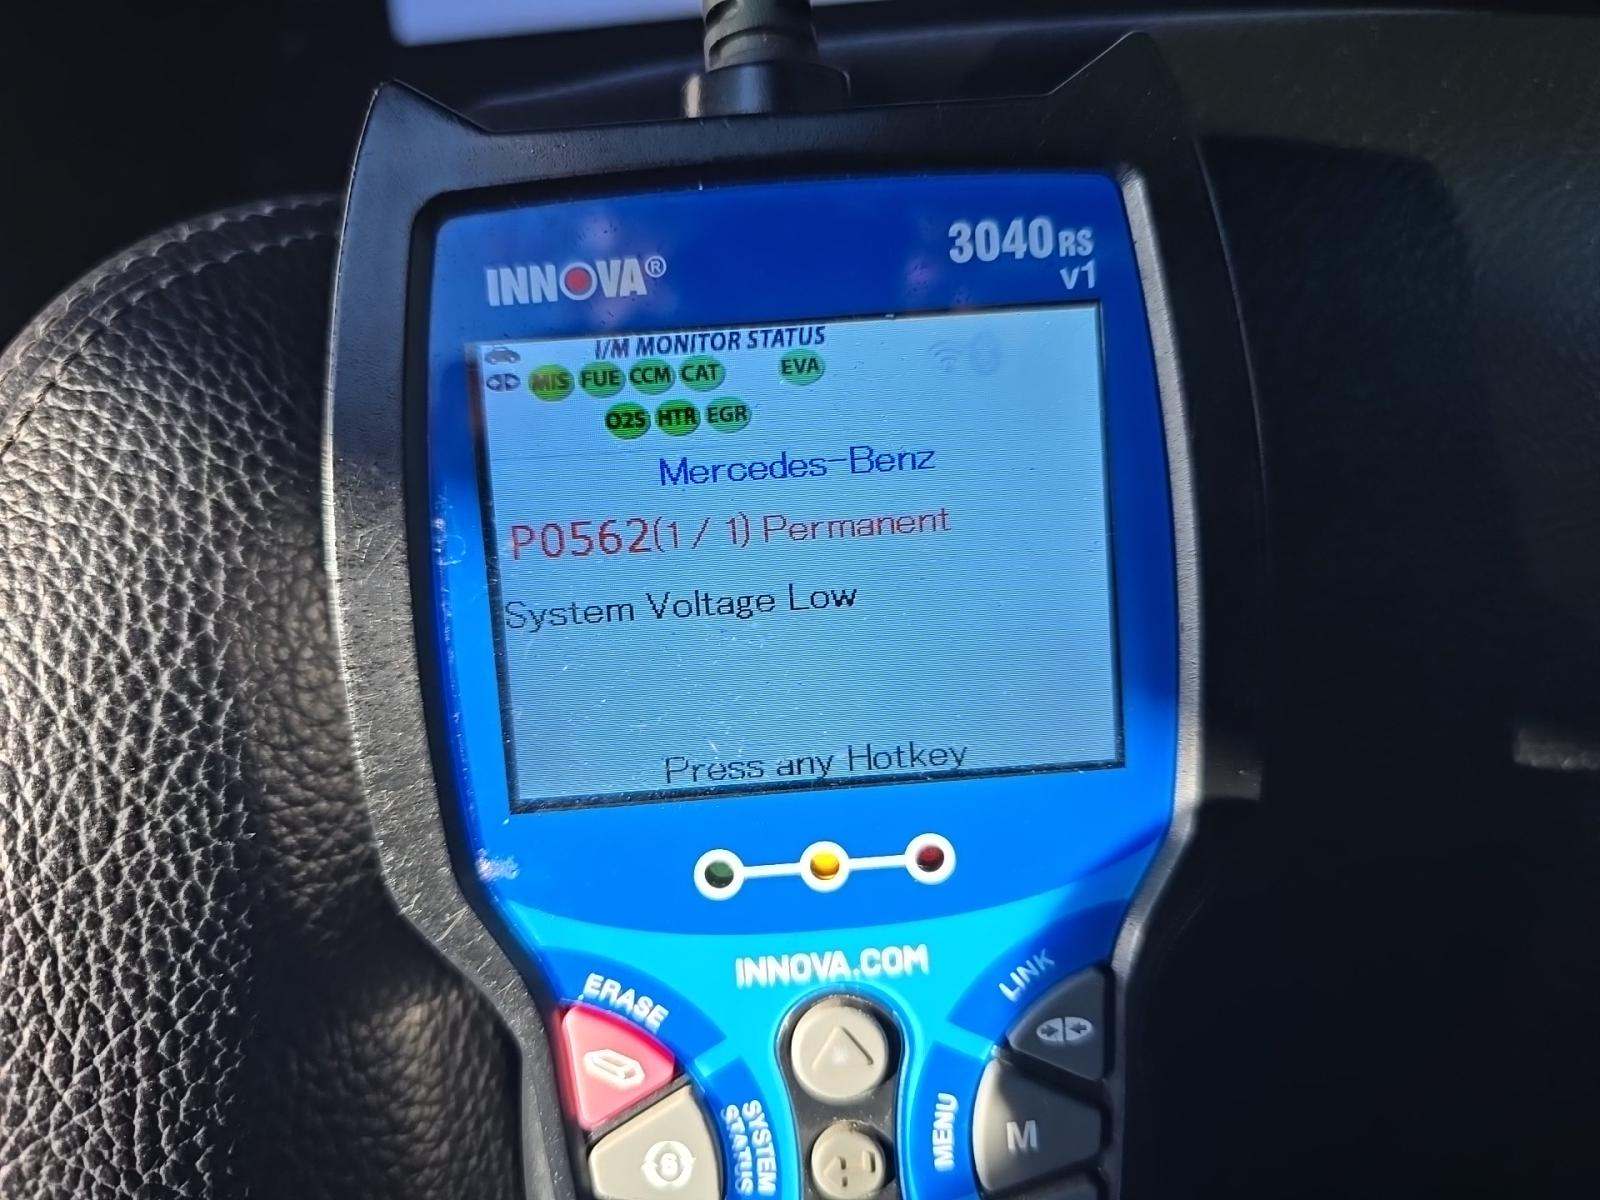 INNOVA®
3040RS
v1
I/M MONITOR STATUS
MIS FUE CCM CAT EVA
O2S HTR EGR
Mercedes-Benz
P0562(1 / 1) Permanent
System Voltage Low
Press any Hotkey
INNOVA.COM
ERASE
LINK
SYSTEM
STATUS
MENU
M
S